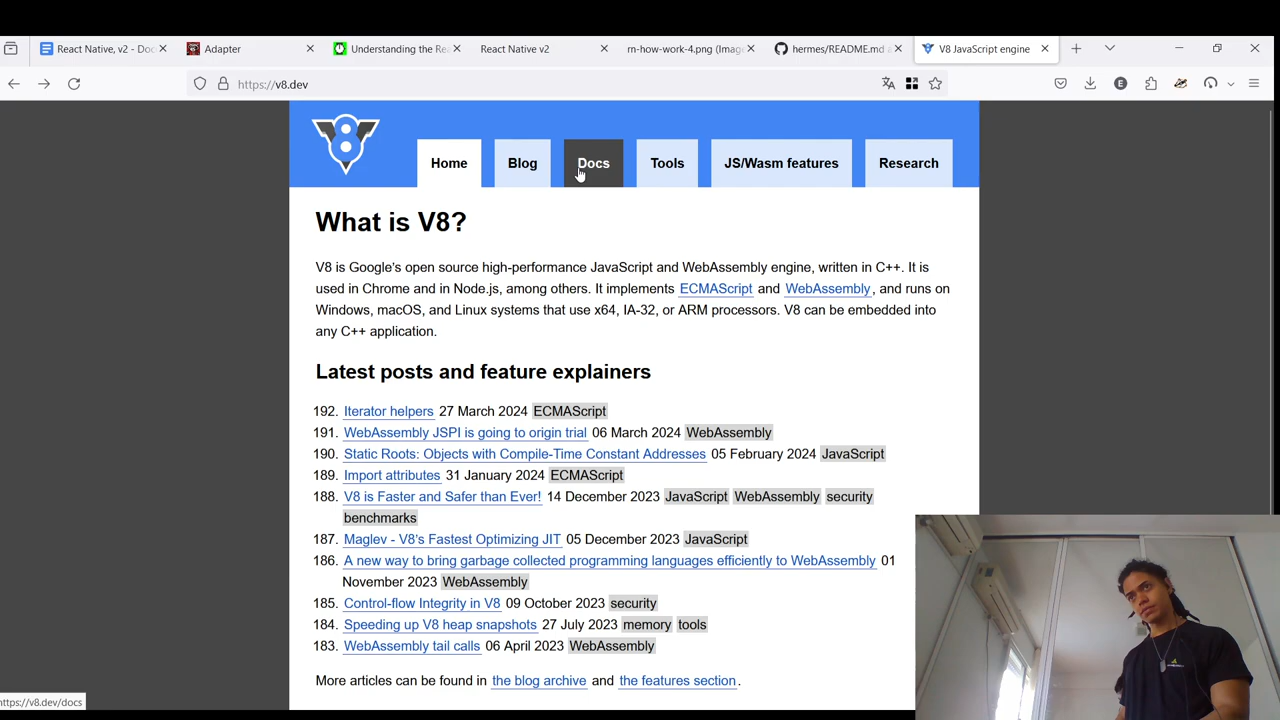 React Native, v2 - Doc
Adapter
Understanding the Re
React Native v2
rn-how-work-4.png (Imag
hermes/README.md a
V8 JavaScript engine
https://v8.dev
Home
Blog
Docs
Tools
JS/Wasm features
Research
What is V8?
V8 is Google's open source high-performance JavaScript and WebAssembly engine, written in C++. It is
used in Chrome and in Node.js, among others. It implements ECMAScript and WebAssembly, and runs on
Windows, macOS, and Linux systems that use x64, IA-32, or ARM processors. V8 can be embedded into
any C++ application.
Latest posts and feature explainers
192. Iterator helpers 27 March 2024 ECMAScript
191. WebAssembly JSPI is going to origin trial 06 March 2024 WebAssembly
190. Static Roots: Objects with Compile-Time Constant Addresses 05 February 2024 JavaScript
189. Import attributes 31 January 2024 ECMAScript
188. V8 is Faster and Safer than Ever! 14 December 2023 JavaScript WebAssembly security
benchmarks
187. Maglev - V8's Fastest Optimizing JIT 05 December 2023 JavaScript
186. A new way to bring garbage collected programming languages efficiently to WebAssembly 01
November 2023 WebAssembly
185. Control-flow Integrity in V8 09 October 2023 security
184. Speeding up V8 heap snapshots 27 July 2023 memory tools
183. WebAssembly tail calls 06 April 2023 WebAssembly
More articles can be found in the blog archive and the features section.
https://v8.dev/docs